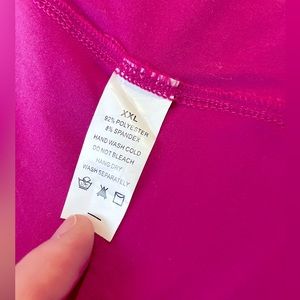 XXL
92% POLYESTER
8% SPANDEX
HAND WASH COLD
DO NOT BLEACH
HANG DRY
WASH SEPARATELY